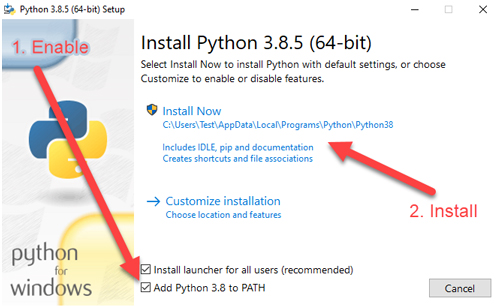 Python 3.8.5 (64-bit) Setup
1. Enable
Install Python 3.8.5 (64-bit)
Select Install Now to install Python with default settings, or choose
Customize to enable or disable features.
Install Now
C:\Users\Test\AppData\Local\Programs\Python\Python38
Includes IDLE, pip and documentation
Creates shortcuts and file associations
2. Install
Customize installation
Choose location and features
python
for
windows
Install launcher for all users (recommended)
Add Python 3.8 to PATH
Cancel